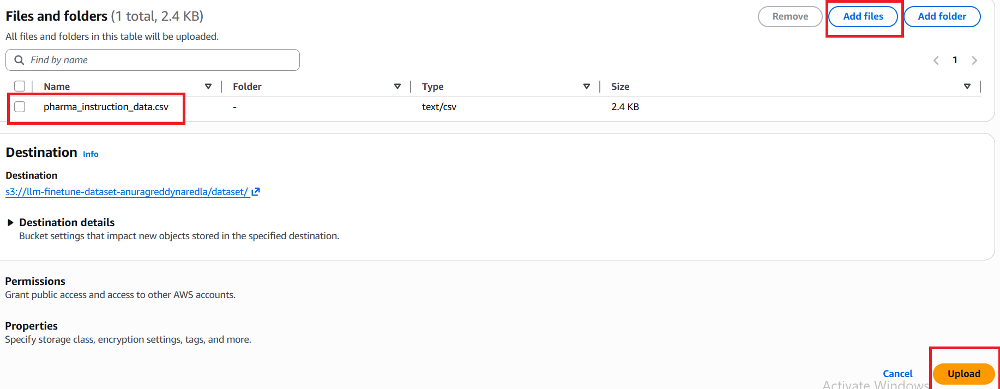 Files and folders (1 total, 2.4 KB)
Remove
Add files
Add folder
All files and folders in this table will be uploaded.
Find by name
1
Name Folder Type Size
pharma_instruction_data.csv - text/csv 2.4 KB
Destination Info
Destination
s3://llm-finetune-dataset-anuragreddynaredla/dataset/
Destination details
Bucket settings that impact new objects stored in the specified destination.
Permissions
Grant public access and access to other AWS accounts.
Properties
Specify storage class, encryption settings, tags, and more.
Cancel
Upload
Activate Windows